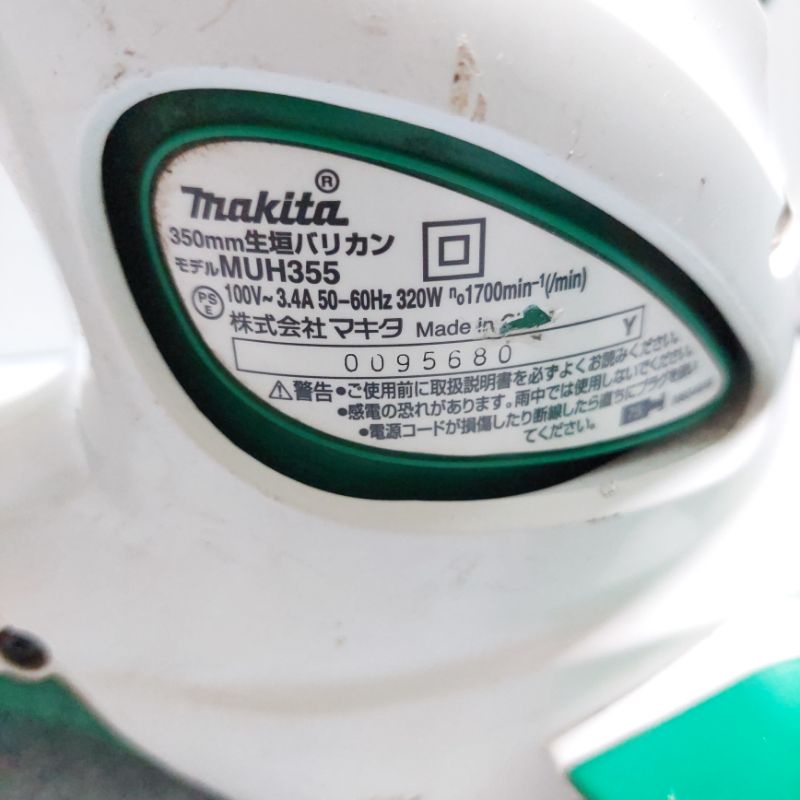 makita®
350mm生垣バリカン
モデルMUH355
PSE 100V~3.4A 50-60Hz 320W n₀1700min⁻¹(/min)
株式会社マキタ Made in
0095680 Y
⚠警告●ご使用前に取扱説明書を必ずよくお読みください。
●感電の恐れがあります。雨中では使用しないでください。
●電源コードが損傷したり断線したら直ちにプラグを抜い
てください。